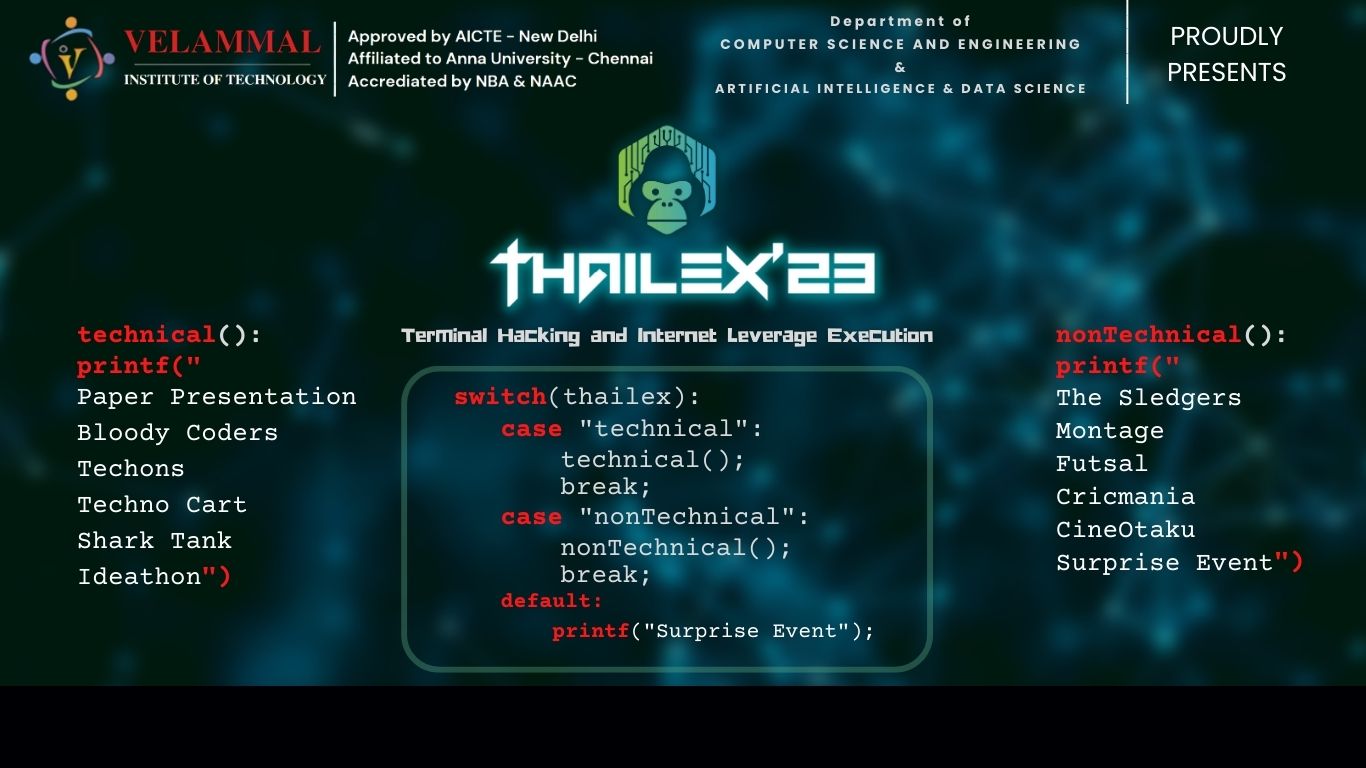 VELAMMAL
INSTITUTE OF TECHNOLOGY
Approved by AICTE - New Delhi
Affiliated to Anna University - Chennai
Accrediated by NBA & NAAC
Department of
COMPUTER SCIENCE AND ENGINEERING
&
ARTIFICIAL INTELLIGENCE & DATA SCIENCE
PROUDLY
PRESENTS
V
THAILEX'23
Terminal Hacking and Internet Leverage Execution
technical():
printf("
Paper Presentation
Bloody Coders
Techons
Techno Cart
Shark Tank
Ideathon")
switch(thailex):
case "technical":
technical();
break;
case "nonTechnical":
nonTechnical();
break;
default:
printf("Surprise Event");
nonTechnical():
printf("
The Sledgers
Montage
Futsal
Cricmania
CineOtaku
Surprise Event")